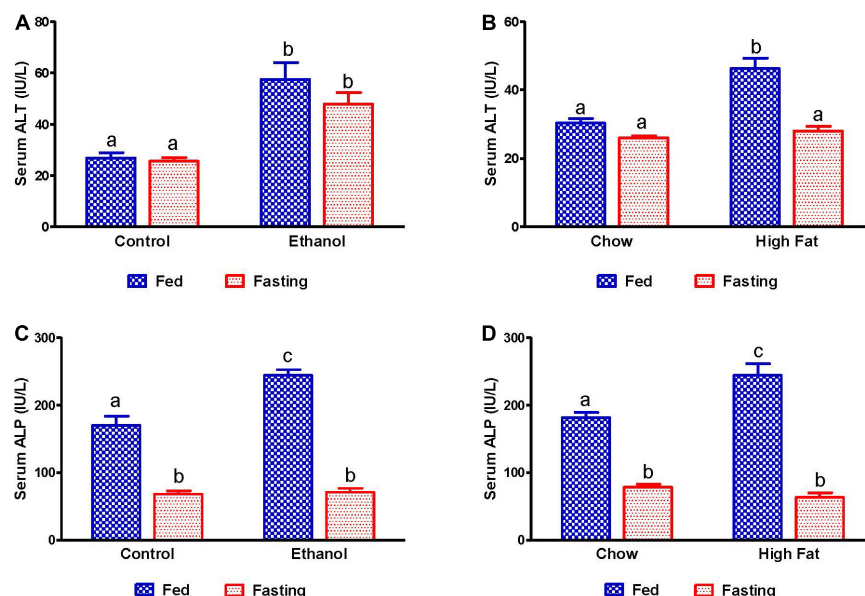 A
Serum ALT (IU/L)
80
60
40
20
0
a
a
b
b
Control
Ethanol
Fed
Fasting
B
Serum ALT (IU/L)
60
40
20
0
a
a
b
a
Chow
High Fat
Fed
Fasting
C
Serum ALP (IU/L)
300
200
100
0
a
b
c
b
Control
Ethanol
Fed
Fasting
D
Serum ALP (IU/L)
300
200
100
0
a
b
c
b
Chow
High Fat
Fed
Fasting